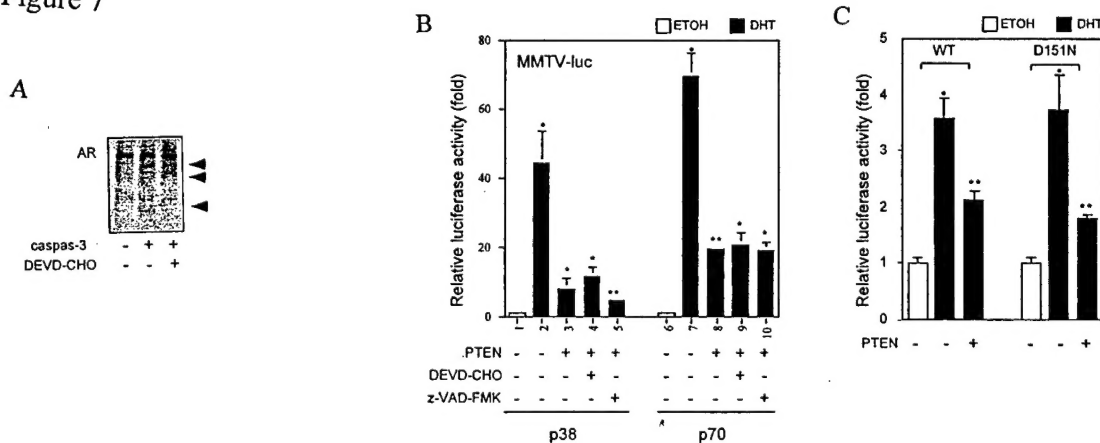 Figure 7
A
AR
caspas-3 - + +
DEVD-CHO - - +
B
ETOH DHT
MMTV-luc
Relative luciferase activity (fold)
80
60
40
20
0
* * * ** * ** * *
1 2 3 4 5 6 7 8 9 10
PTEN - - + + + - - + + +
DEVD-CHO - - - + - - - - + -
z-VAD-FMK - - - - + - - - - +
p38 p70
C
ETOH DHT
WT D151N
Relative luciferase activity (fold)
5
4
3
2
1
0
* ** * **
PTEN - - + - - +